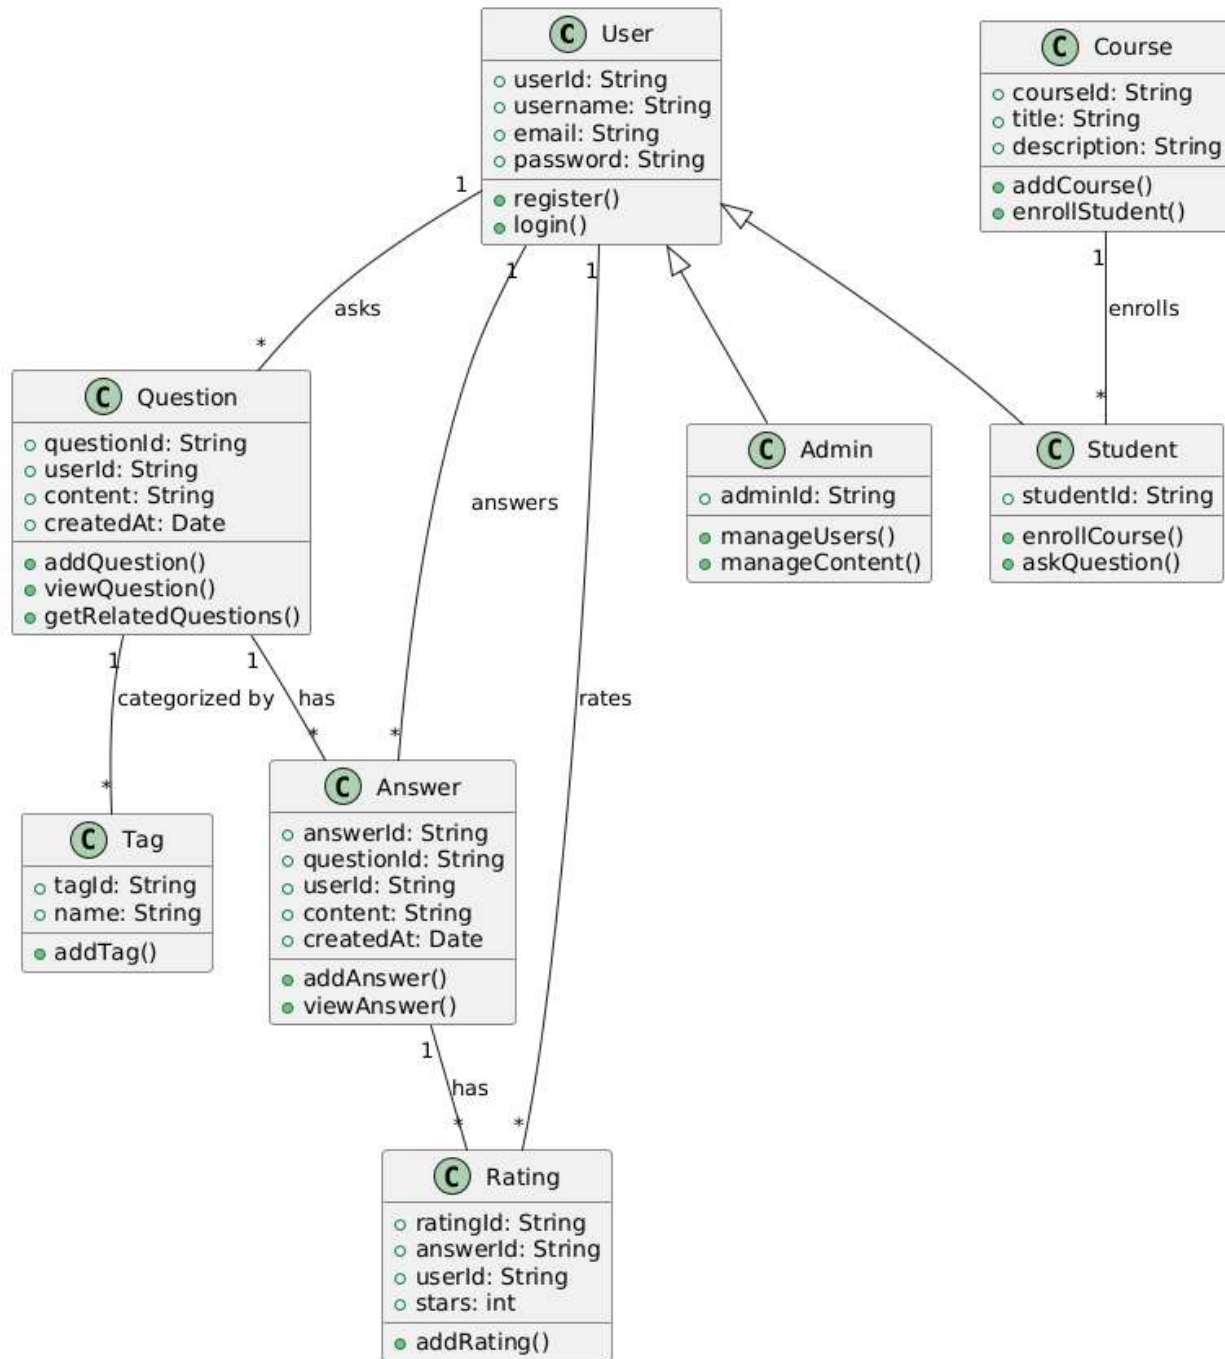 C User
userId: String
username: String
email: String
password: String
register()
login()
C Course
courseId: String
title: String
description: String
addCourse()
enrollStudent()
1
1
1
1
asks
enrolls
*
*
C Question
questionId: String
userId: String
content: String
createdAt: Date
addQuestion()
viewQuestion()
getRelatedQuestions()
answers
C Admin
adminId: String
manageUsers()
manageContent()
C Student
studentId: String
enrollCourse()
askQuestion()
1
1
categorized by
has
rates
*
*
*
C Tag
tagId: String
name: String
addTag()
C Answer
answerId: String
questionId: String
userId: String
content: String
createdAt: Date
addAnswer()
viewAnswer()
1
has
*
*
C Rating
ratingId: String
answerId: String
userId: String
stars: int
addRating()